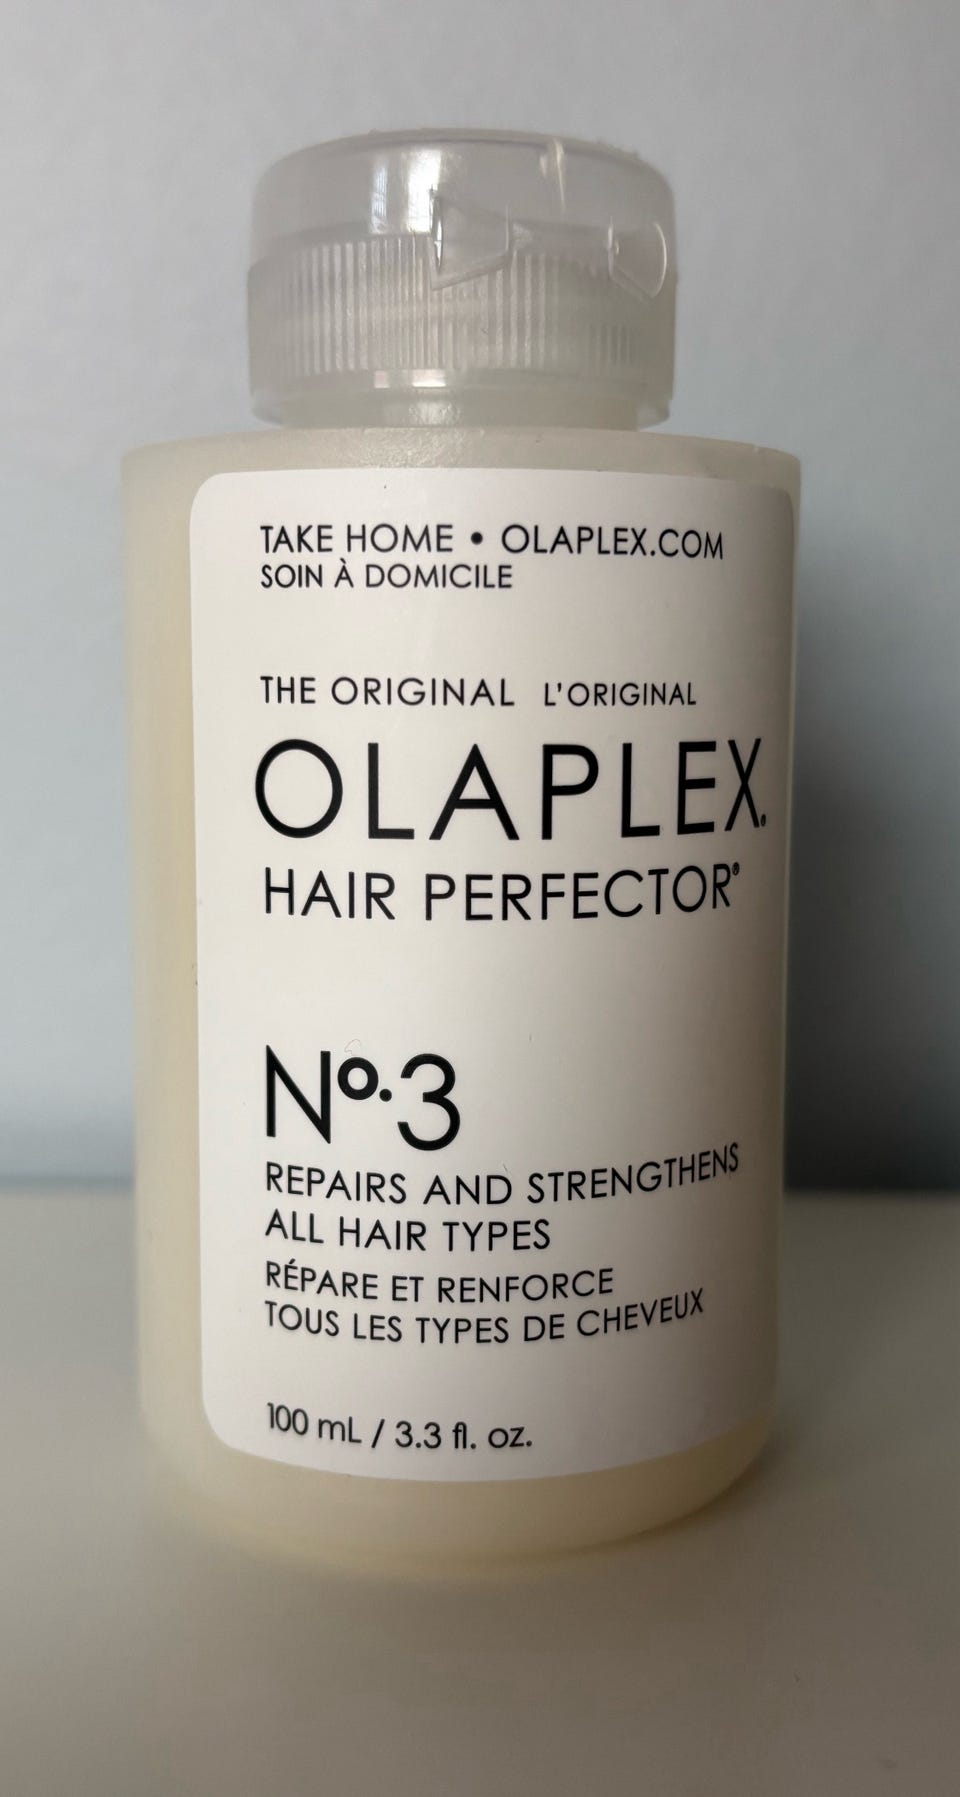 TAKE HOME • OLAPLEX.COM
SOIN À DOMICILE
THE ORIGINAL L'ORIGINAL
OLAPLEX®
HAIR PERFECTOR®
Nº.3
REPAIRS AND STRENGTHENS
ALL HAIR TYPES
RÉPARE ET RENFORCE
TOUS LES TYPES DE CHEVEUX
100 mL / 3.3 fl. oz.